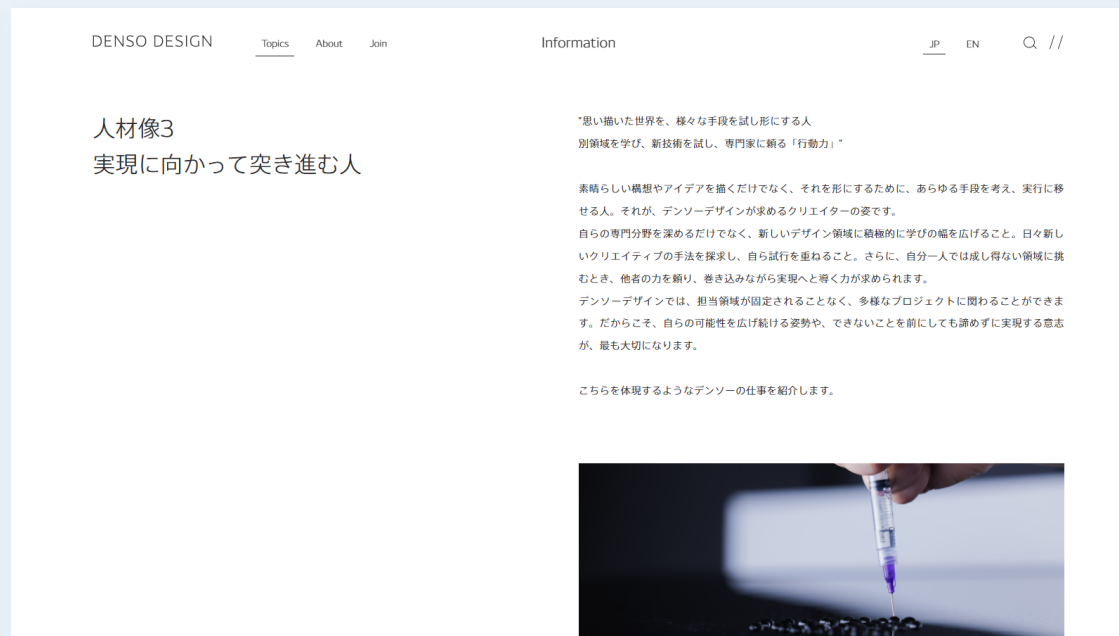 DENSO DESIGN
Topics
About
Join
Information
JP
EN
人材像3
実現に向かって突き進む人
"思い描いた世界を、様々な手段を試し形にする人
別領域を学び、新技術を試し、専門家に頼る「行動力」"
素晴らしい構想やアイデアを描くだけでなく、それを形にするために、あらゆる手段を考え、実行に移
せる人。それが、デンソーデザインが求めるクリエイターの姿です。
自らの専門分野を深めるだけでなく、新しいデザイン領域に積極的に学びの幅を広げること。日々新し
いクリエイティブの手法を探求し、自ら試行を重ねること。さらに、自分一人では成し得ない領域に挑
むとき、他者の力を頼り、巻き込みながら実現へと導く力が求められます。
デンソーデザインでは、担当領域が固定されることなく、多様なプロジェクトに関わることができま
す。だからこそ、自らの可能性を広げ続ける姿勢や、できないことを前にしても諦めずに実現する意志
が、最も大切になります。
こちらを体現するようなデンソーの仕事を紹介します。